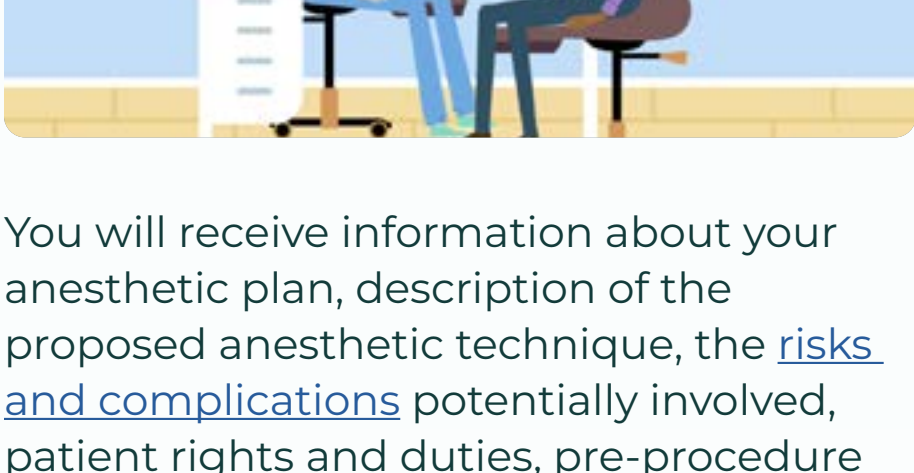 You will receive information about your
anesthetic plan, description of the
proposed anesthetic technique, the risks
and complications potentially involved,
patient rights and duties, pre-procedure